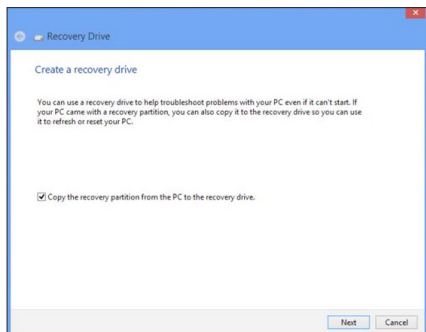 Recovery Drive
Create a recovery drive
You can use a recovery drive to help troubleshoot problems with your PC even if it can't start. If
your PC came with a recovery partition, you can also copy it to the recovery drive so you can use
it to refresh or reset your PC.
Copy the recovery partition from the PC to the recovery drive.
Next Cancel